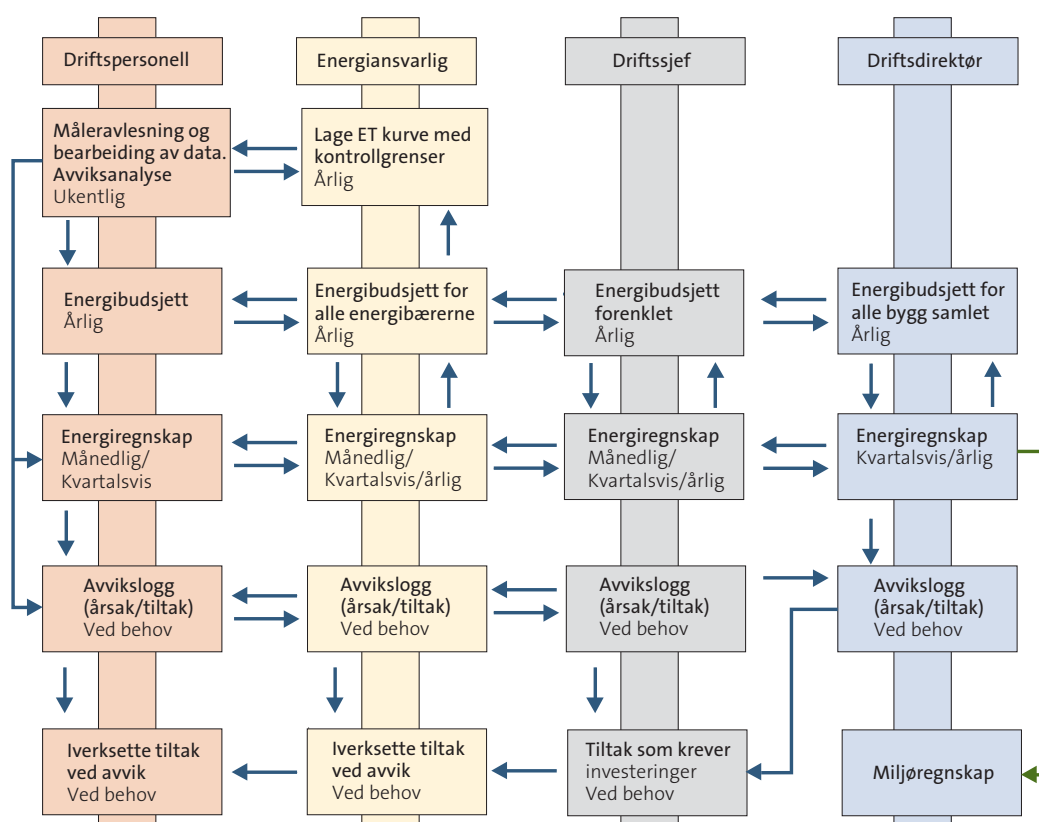 Driftspersonell
Energiansvarlig
Driftssjef
Driftsdirektør
Måleravlesning og
bearbeiding av data.
Avviksanalyse
Ukentlig
Lage ET kurve med
kontrollgrenser
Årlig
Energibudsjett
Årlig
Energibudsjett for
alle energibærerne
Årlig
Energibudsjett
forenklet
Årlig
Energibudsjett for
alle bygg samlet
Årlig
Energiregnskap
Månedlig/
Kvartalsvis
Energiregnskap
Månedlig/
Kvartalsvis/årlig
Energiregnskap
Månedlig/
Kvartalsvis/årlig
Energiregnskap
Kvartalsvis/årlig
Avvikslogg
(årsak/tiltak)
Ved behov
Avvikslogg
(årsak/tiltak)
Ved behov
Avvikslogg
(årsak/tiltak)
Ved behov
Avvikslogg
(årsak/tiltak)
Ved behov
Iverksette tiltak
ved avvik
Ved behov
Iverksette tiltak
ved avvik
Ved behov
Tiltak som krever
investeringer
Ved behov
Miljøregnskap